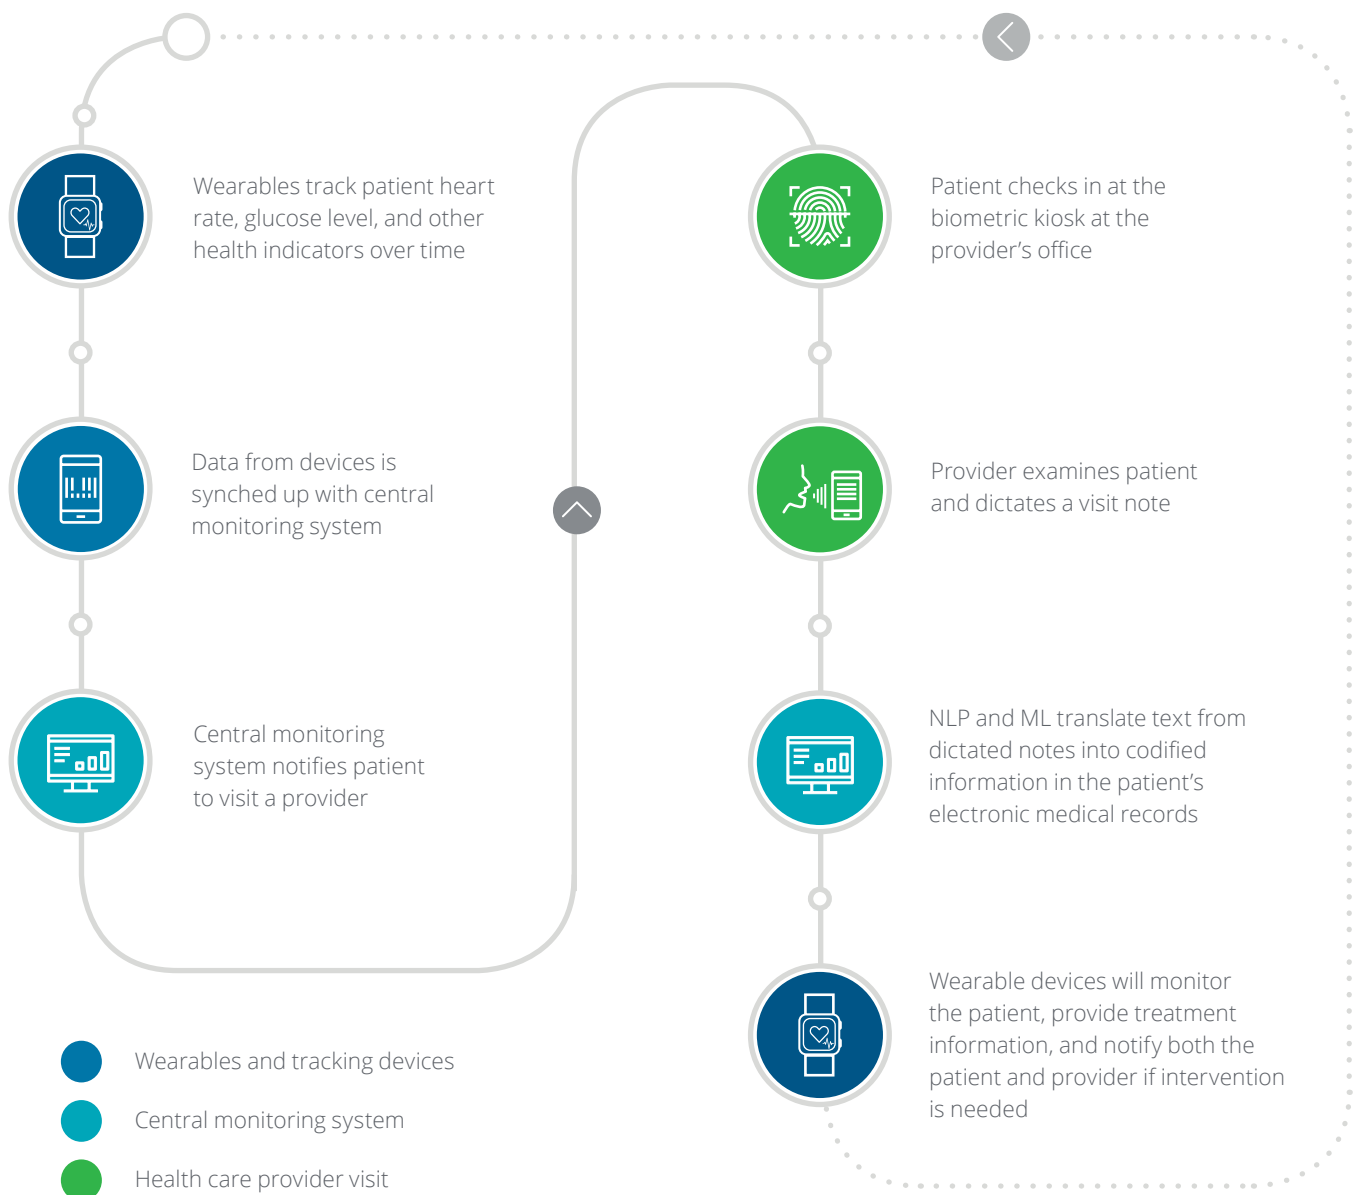 Wearables track patient heart
rate, glucose level, and other
health indicators over time
Data from devices is
synched up with central
monitoring system
Central monitoring
system notifies patient
to visit a provider
Patient checks in at the
biometric kiosk at the
provider’s office
Provider examines patient
and dictates a visit note
NLP and ML translate text from
dictated notes into codified
information in the patient’s
electronic medical records
Wearable devices will monitor
the patient, provide treatment
information, and notify both the
patient and provider if intervention
is needed
Wearables and tracking devices
Central monitoring system
Health care provider visit